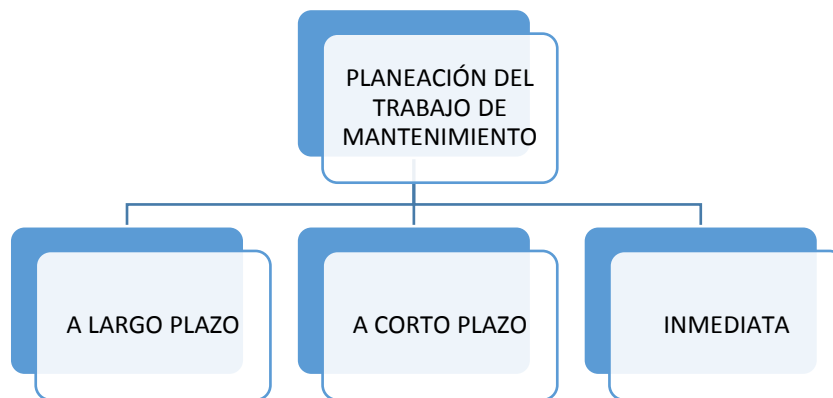 PLANEACIÓN DEL
TRABAJO DE
MANTENIMIENTO
A LARGO PLAZO
A CORTO PLAZO
INMEDIATA